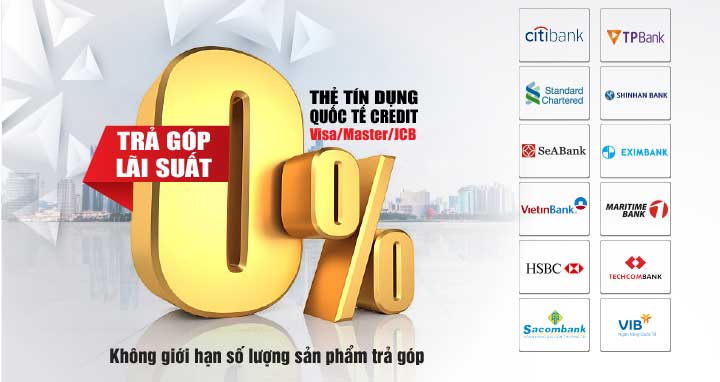 TRẢ GÓP
LÃI SUẤT
0%
THẺ TÍN DỤNG
QUỐC TẾ CREDIT
Visa/Master/JCB
Không giới hạn số lượng sản phẩm trả góp
citibank
TPBank
Standard
Chartered
SHINHAN BANK
SeABank
EXIMBANK
VietinBank
MARITIME
BANK
HSBC
TECHCOMBANK
Sacombank
VIB